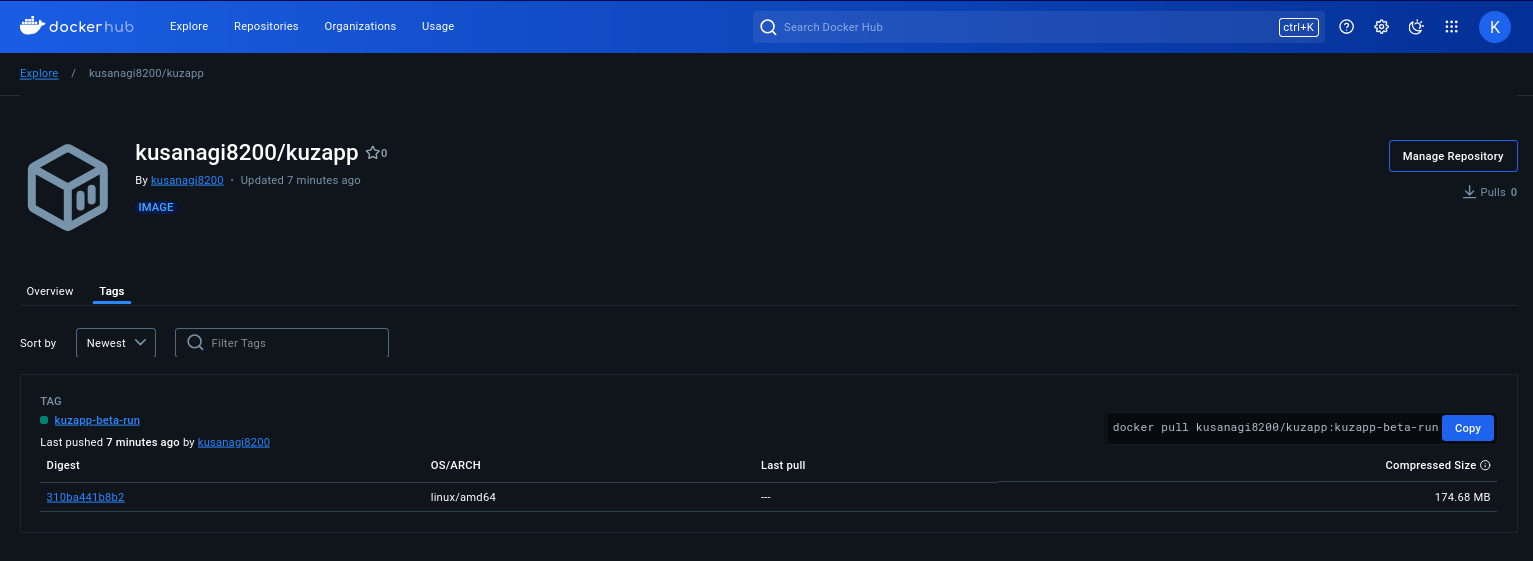 dockerhub Explore Repositories Organizations Usage Search Docker Hub ctrl+K K
Explore / kusanagi8200/kuzapp
kusanagi8200/kuzapp 0
Manage Repository
By kusanagi8200 • Updated 7 minutes ago
Pulls 0
IMAGE
Overview Tags
Sort by Newest Filter Tags
TAG
kuzapp-beta-run
docker pull kusanagi8200/kuzapp:kuzapp-beta-run Copy
Last pushed 7 minutes ago by kusanagi8200
Digest OS/ARCH Last pull Compressed Size
310ba441b8b2 linux/amd64 --- 174.68 MB